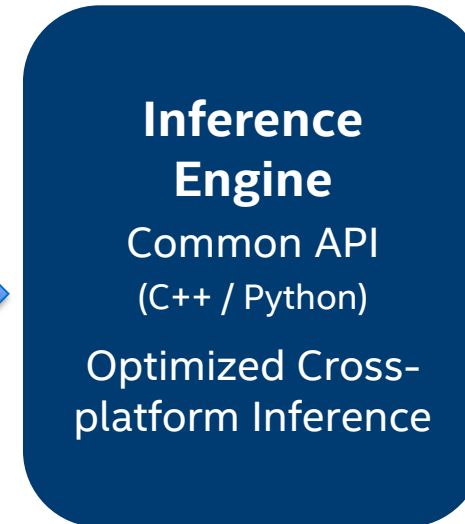 Inference
Engine
Common API
(C++ / Python)
Optimized Cross-
platform Inference